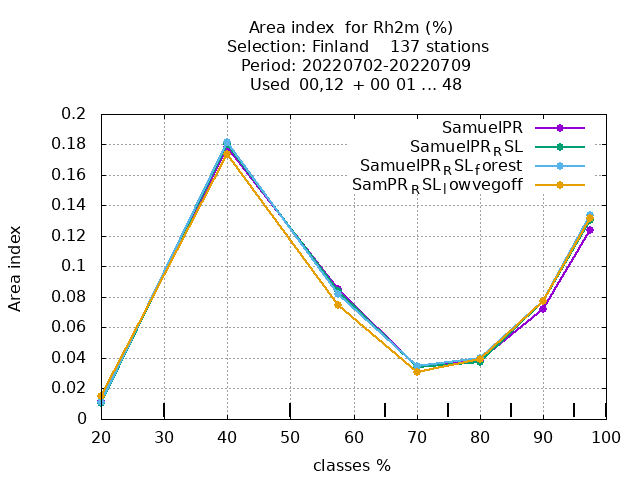 Area index for Rh2m (%)
Selection: Finland 137 stations
Period: 20220702-20220709
Used 00,12 + 00 01 ... 48
SamuelPR
SamuelPR_RSL
SamuelPR_RSL_forest
SamPR_RSL_lowvegoff
0.2
0.18
0.16
0.14
0.12
0.1
0.08
0.06
0.04
0.02
0
Area index
20 30 40 50 60 70 80 90 100
classes %